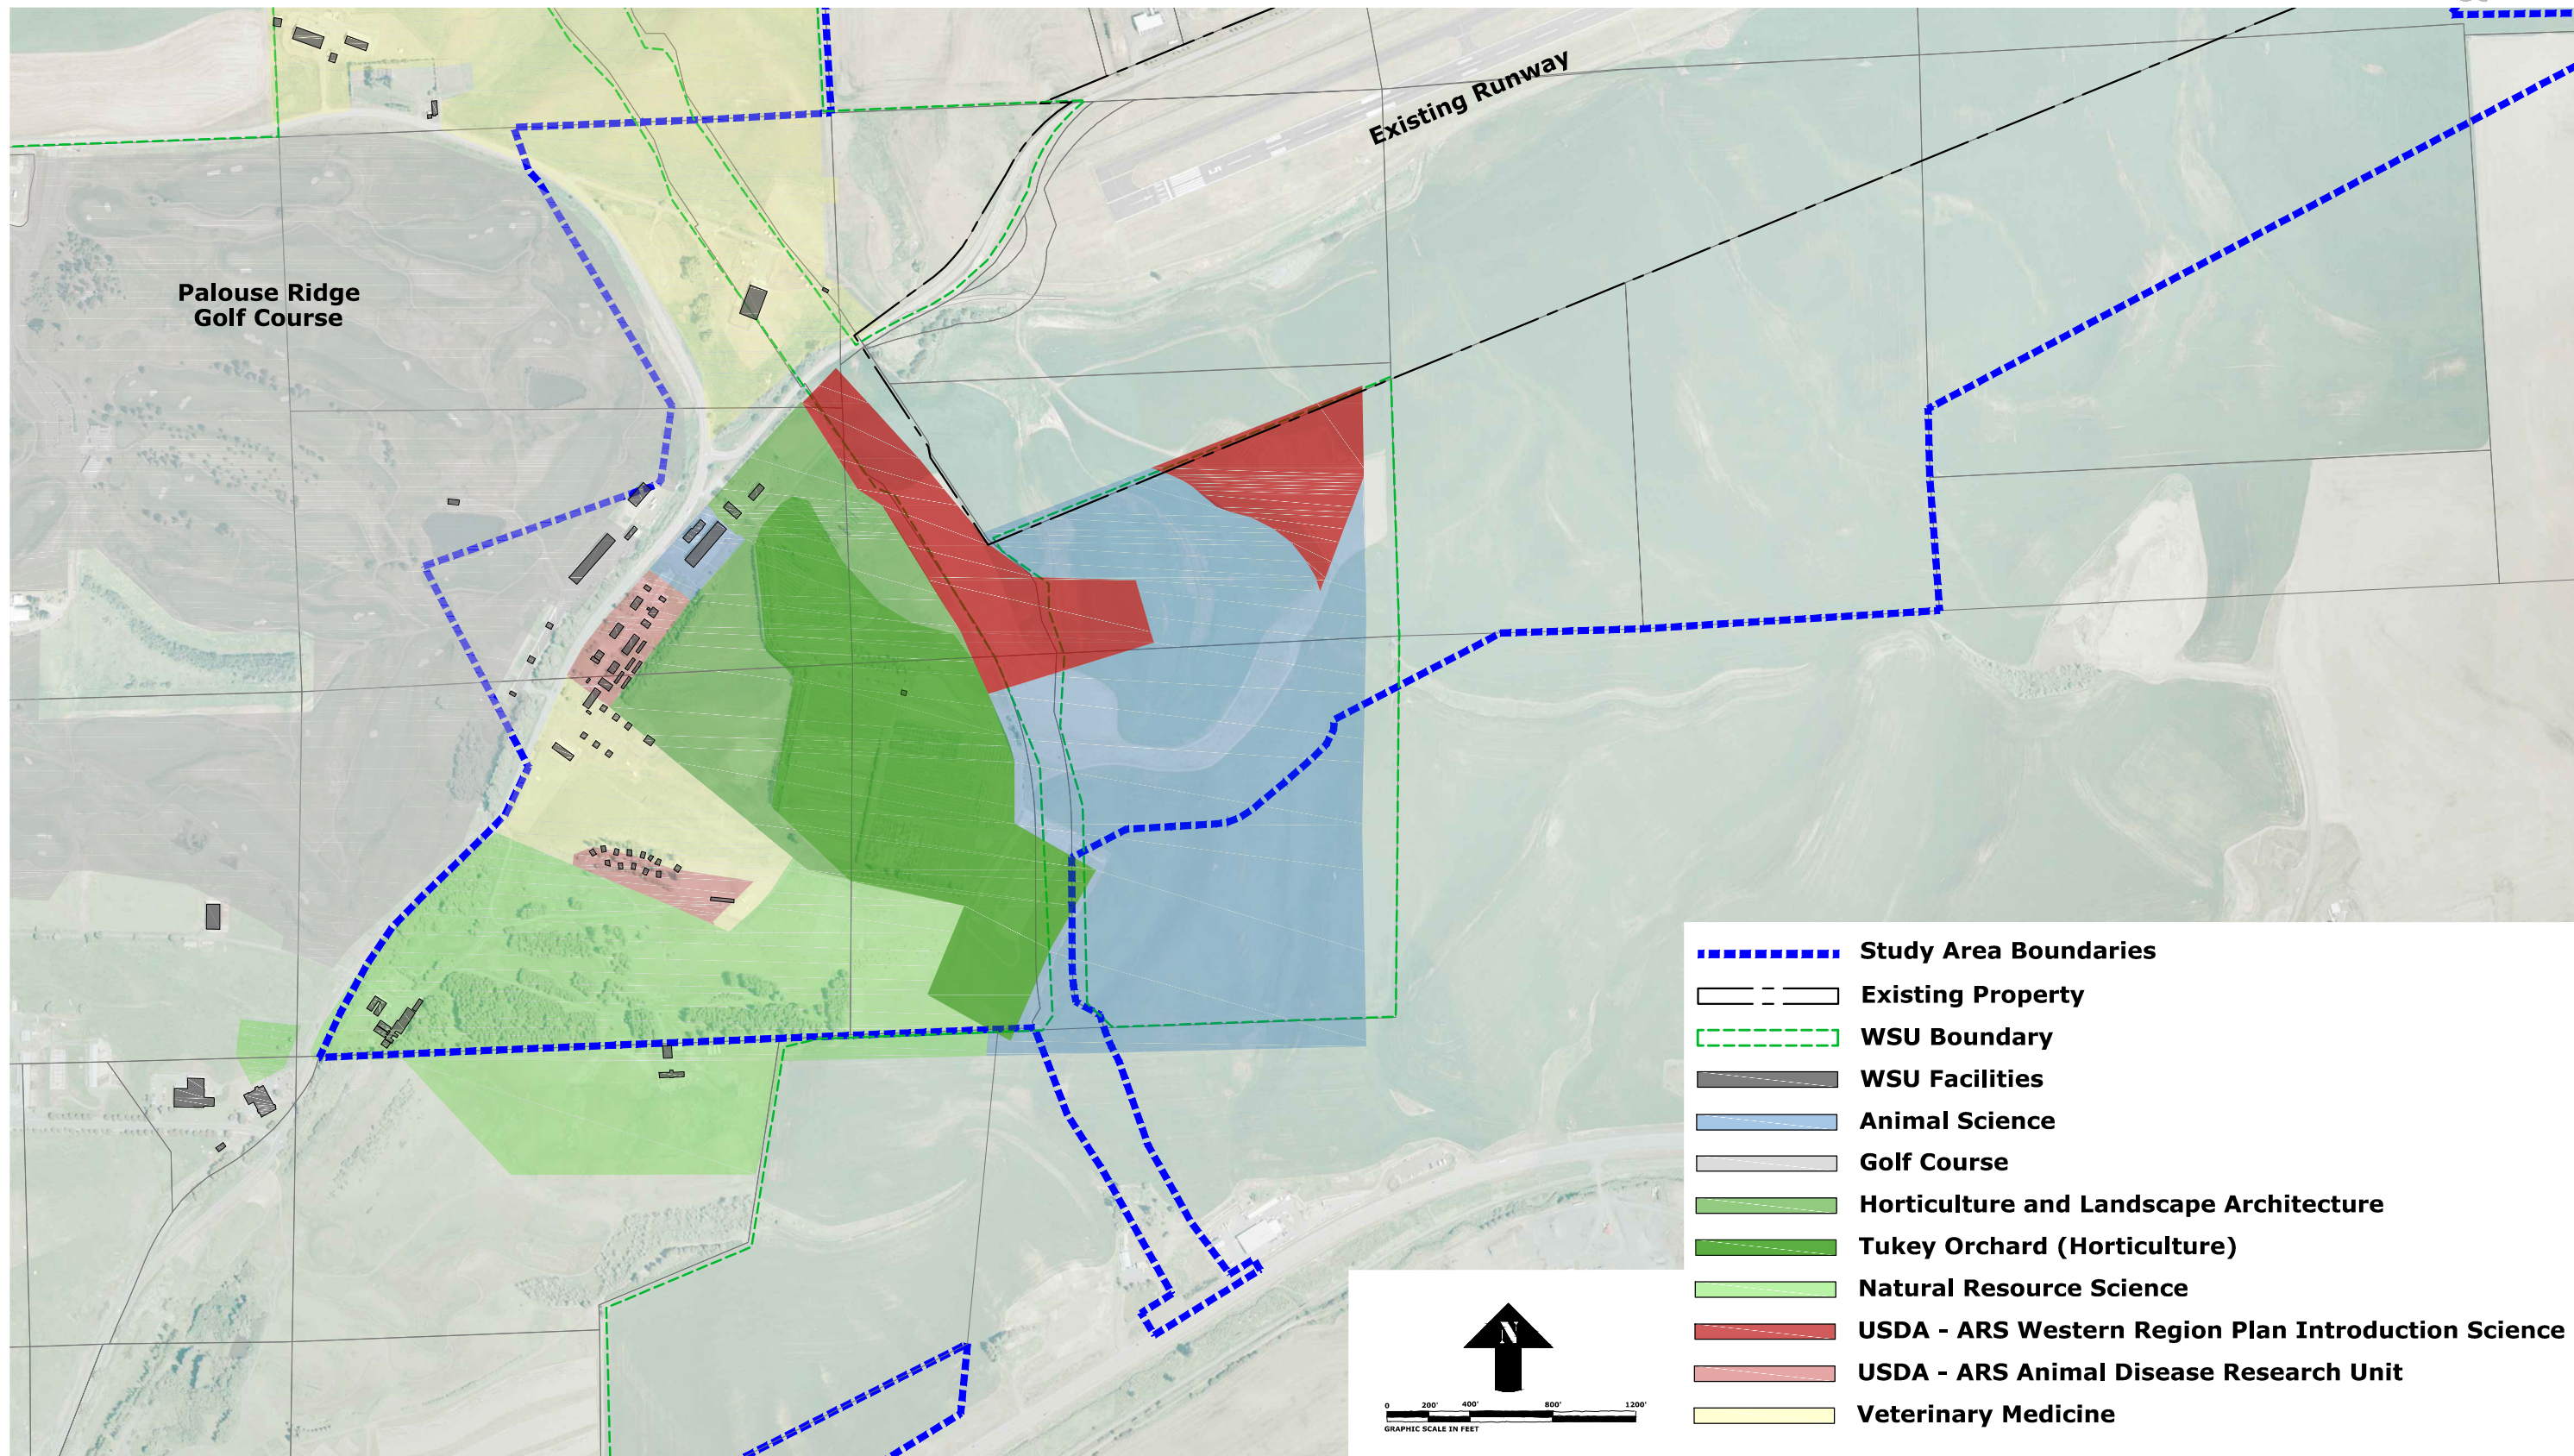 Existing Runway
Palouse Ridge
Golf Course
Study Area Boundaries
Existing Property
WSU Boundary
WSU Facilities
Animal Science
Golf Course
Horticulture and Landscape Architecture
Tukey Orchard (Horticulture)
Natural Resource Science
USDA - ARS Western Region Plan Introduction Science
USDA - ARS Animal Disease Research Unit
Veterinary Medicine
N
0 200' 400' 800' 1200'
GRAPHIC SCALE IN FEET